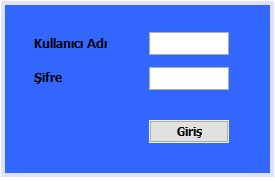 Kullanıcı Adı
Şifre
Giriş